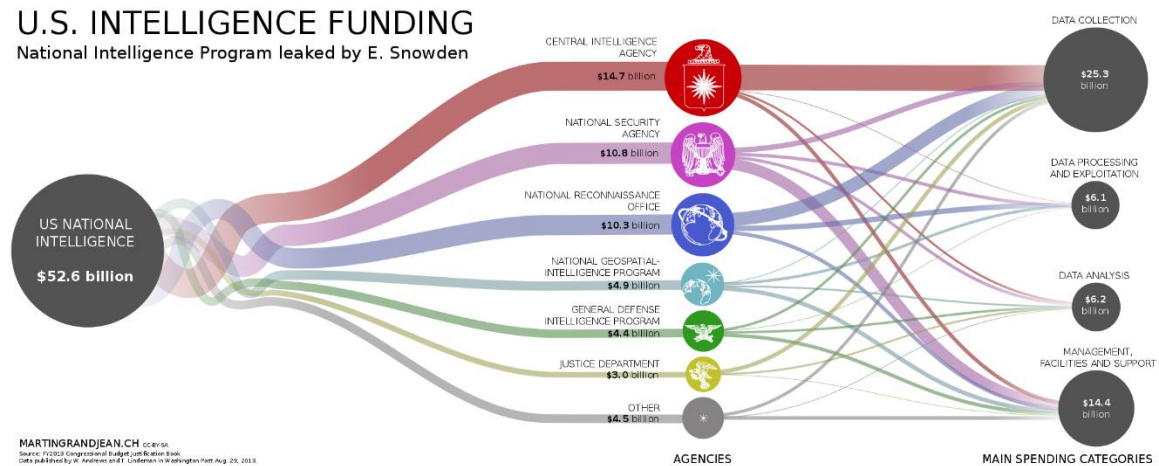 U.S. INTELLIGENCE FUNDING
National Intelligence Program leaked by E. Snowden
US NATIONAL
INTELLIGENCE
$52.6 billion
CENTRAL INTELLIGENCE
AGENCY
$14.7 billion
NATIONAL SECURITY
AGENCY
$10.8 billion
NATIONAL RECONNAISSANCE
OFFICE
$10.3 billion
NATIONAL GEOSPATIAL-
INTELLIGENCE PROGRAM
$4.9 billion
GENERAL DEFENSE
INTELLIGENCE PROGRAM
$4.4 billion
JUSTICE DEPARTMENT
$3.0 billion
OTHER
$4.5 billion
AGENCIES
DATA COLLECTION
$25.3
billion
DATA PROCESSING
AND EXPLOITATION
$6.1
billion
DATA ANALYSIS
$6.2
billion
MANAGEMENT,
FACILITIES AND SUPPORT
$14.4
billion
MAIN SPENDING CATEGORIES
MARTINGRANDJEAN.CH CC-BY-SA
Source: FY2013 Congressional Budget Justification Book
Data published by W. Andrews and T. Lindeman in Washington Post Aug. 29, 2013.